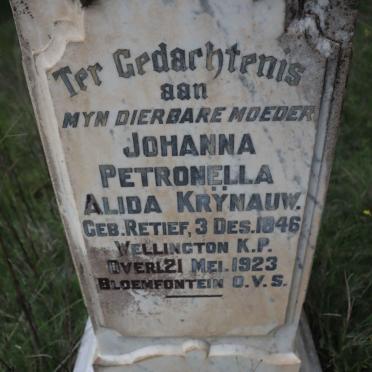 Ter Gedachtenis
aan
MYN DIERBARE MOEDER
JOHANNA
PETRONELLA
ALIDA KRŸNAUW.
GEB. RETIEF, 3 DES. 1846
WELLINGTON K.P.
OVERL. 21 MEI. 1923
BLOEMFONTEIN O.V.S.